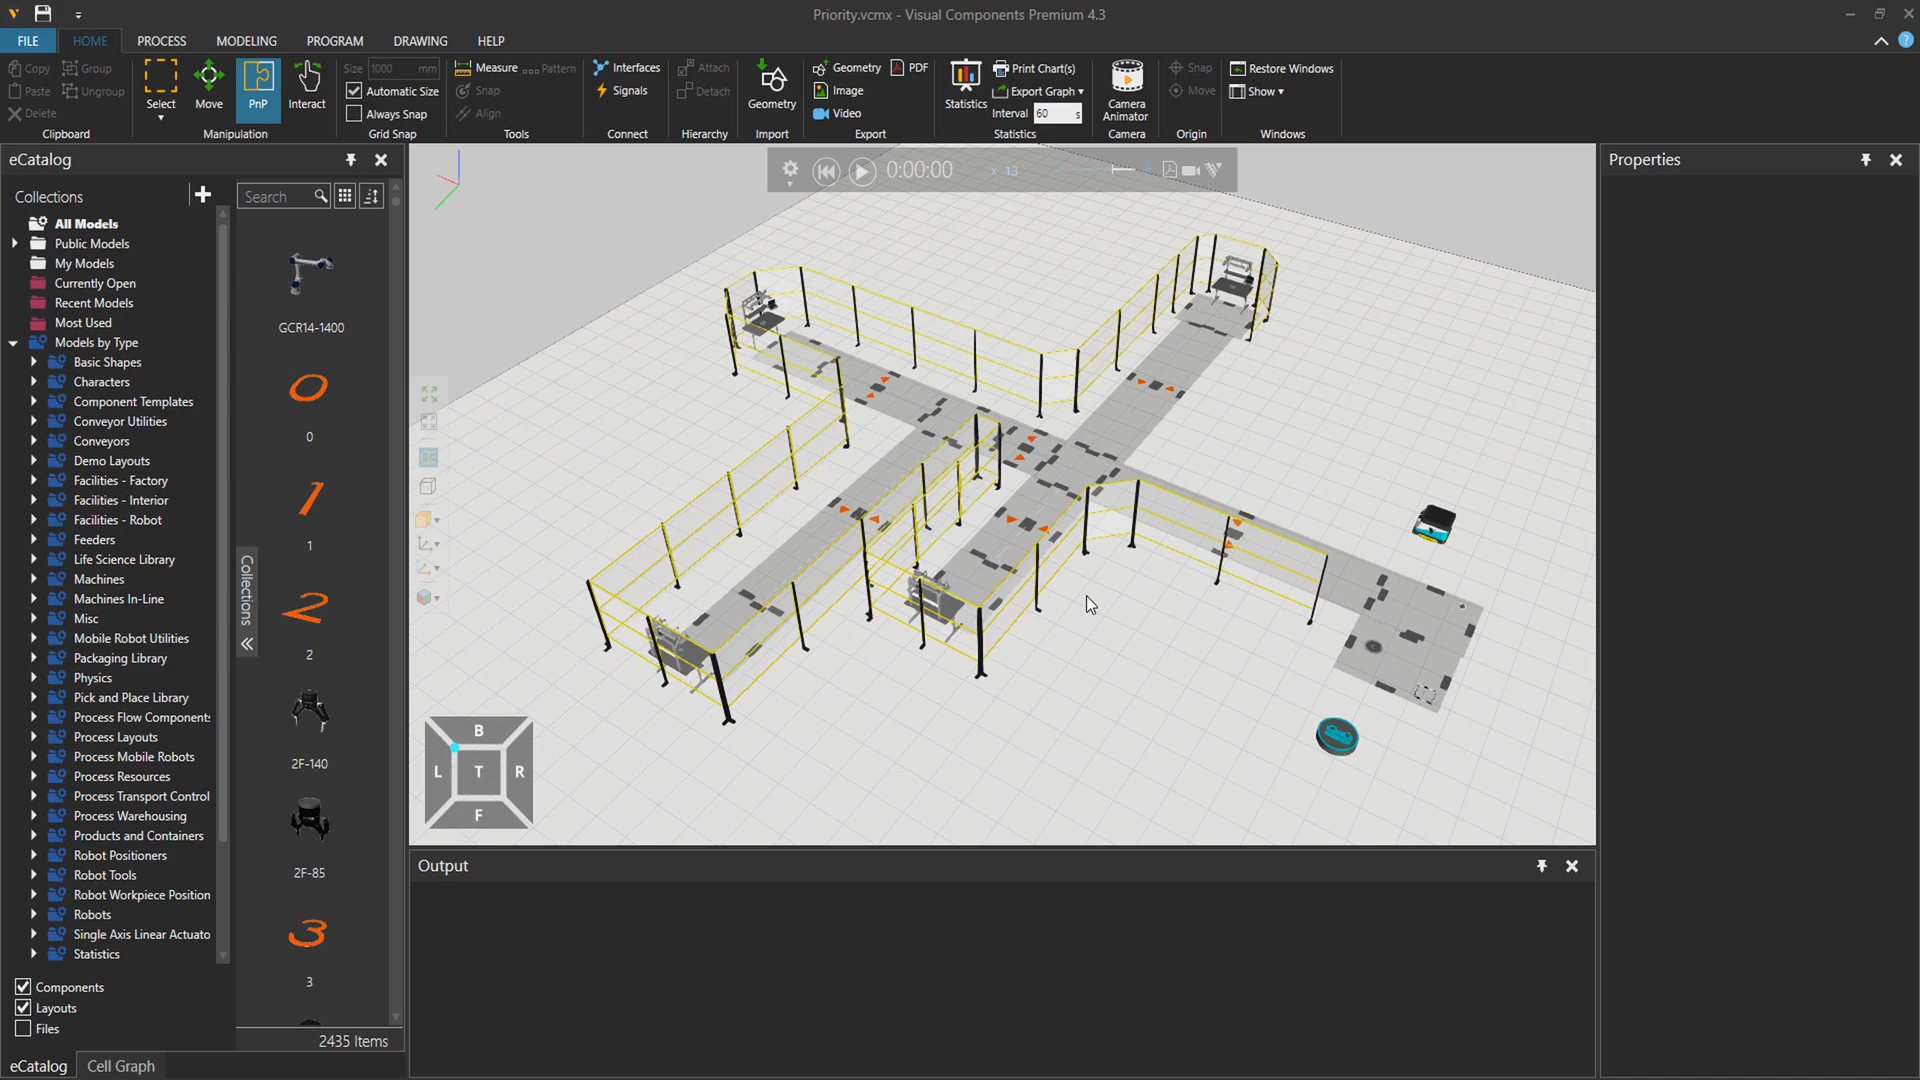 Priority.vcmx - Visual Components Premium 4.3
FILE
HOME
PROCESS
MODELING
PROGRAM
DRAWING
HELP
Copy
Group
Paste
Ungroup
Delete
Clipboard
Select
Move
PnP
Interact
Manipulation
Size 1000 mm
Automatic Size
Always Snap
Grid Snap
Measure
Pattern
Snap
Align
Tools
Interfaces
Signals
Connect
Attach
Detach
Hierarchy
Geometry
Import
Geometry
PDF
Image
Video
Export
Statistics
Print Chart(s)
Export Graph
Interval 60 s
Statistics
Camera
Animator
Camera
Snap
Move
Origin
Restore Windows
Show
Windows
eCatalog
Collections
All Models
Public Models
My Models
Currently Open
Recent Models
Most Used
Models by Type
Basic Shapes
Characters
Component Templates
Conveyor Utilities
Conveyors
Demo Layouts
Facilities - Factory
Facilities - Interior
Facilities - Robot
Feeders
Life Science Library
Machines
Machines In-Line
Misc
Mobile Robot Utilities
Packaging Library
Physics
Pick and Place Library
Process Flow Components
Process Layouts
Process Mobile Robots
Process Resources
Process Transport Control
Process Warehousing
Products and Containers
Robot Positioners
Robot Tools
Robot Workpiece Position
Robots
Single Axis Linear Actuato
Statistics
Components
Layouts
Files
Search
GCR14-1400
0
0
1
1
2
2
2F-140
2F-85
3
3
2435 Items
Collections
eCatalog
Cell Graph
0:00:00
x 13
B
L
T
R
F
Output
Properties